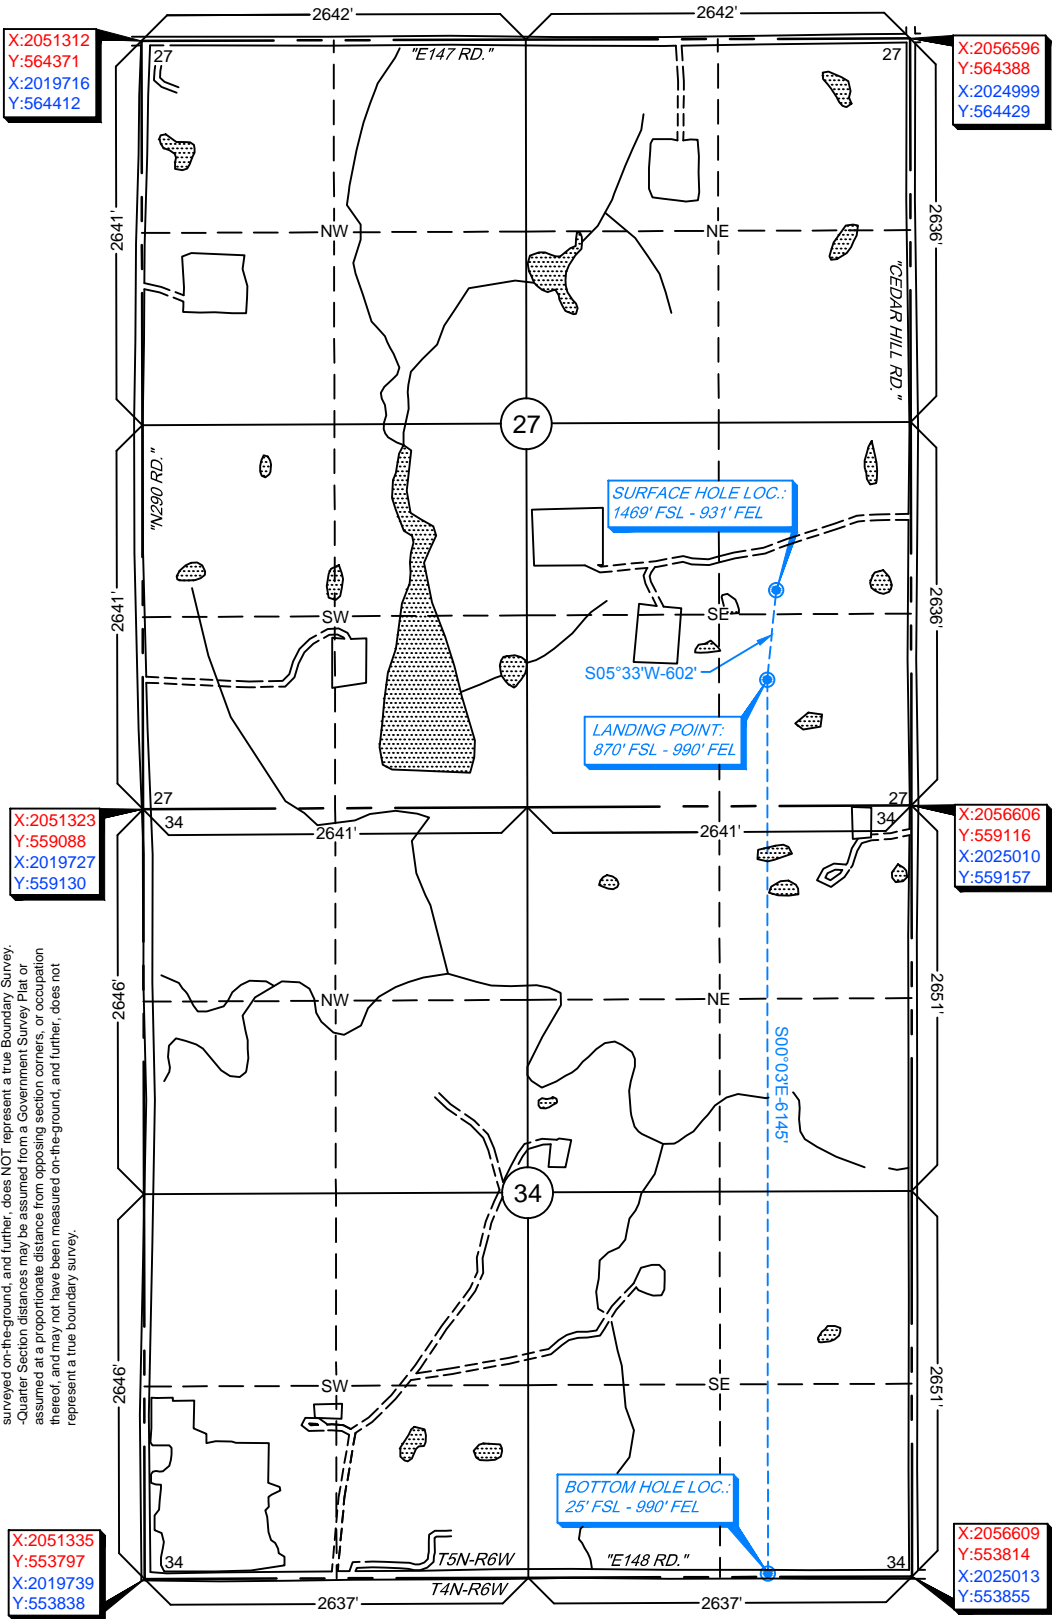 2642'
2642'
X:2051312
Y:564371
X:2019716
Y:564412
27
"E147 RD."
27
X:2056596
Y:564388
X:2024999
Y:564429
2641'
NW
NE
2636'
"CEDAR HILL RD."
27
"N290 RD."
SURFACE HOLE LOC.:
1469' FSL - 931' FEL
2641'
SW
SE
2636'
S05°33'W-602'
LANDING POINT:
870' FSL - 990' FEL
27
27
X:2051323
Y:559088
X:2019727
Y:559130
34
2641'
2641'
34
X:2056606
Y:559116
X:2025010
Y:559157
surveyed on-the-ground, and further, does NOT represent a true Boundary Survey.
-Quarter Section distances may be assumed from a Government Survey Plat or
assumed at a proportionate distance from opposing section corners, or occupation
thereof, and may not have been measured on-the-ground, and further, does not
represent a true boundary survey.
2646'
NW
NE
2651'
S00°03'E-6145'
34
2646'
SW
SE
2651'
BOTTOM HOLE LOC.:
25' FSL - 990' FEL
X:2051335
Y:553797
X:2019739
Y:553838
34
T5N-R6W
"E148 RD."
34
T4N-R6W
X:2056609
Y:553814
X:2025013
Y:553855
2637'
2637'